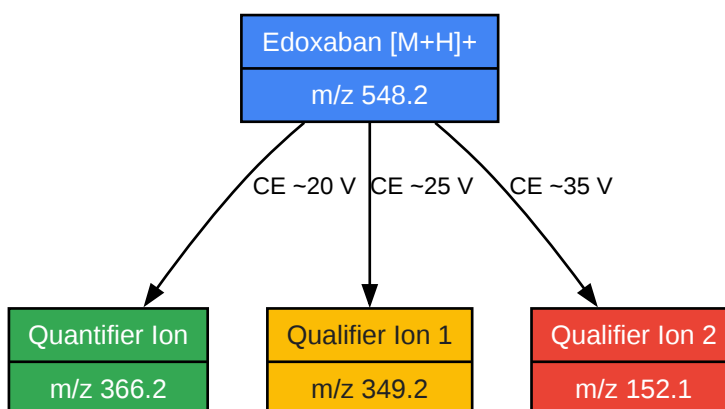 Edoxaban [M+H]+
m/z 548.2
CE ~20 V
CE ~25 V
CE ~35 V
Quantifier Ion
m/z 366.2
Qualifier Ion 1
m/z 349.2
Qualifier Ion 2
m/z 152.1